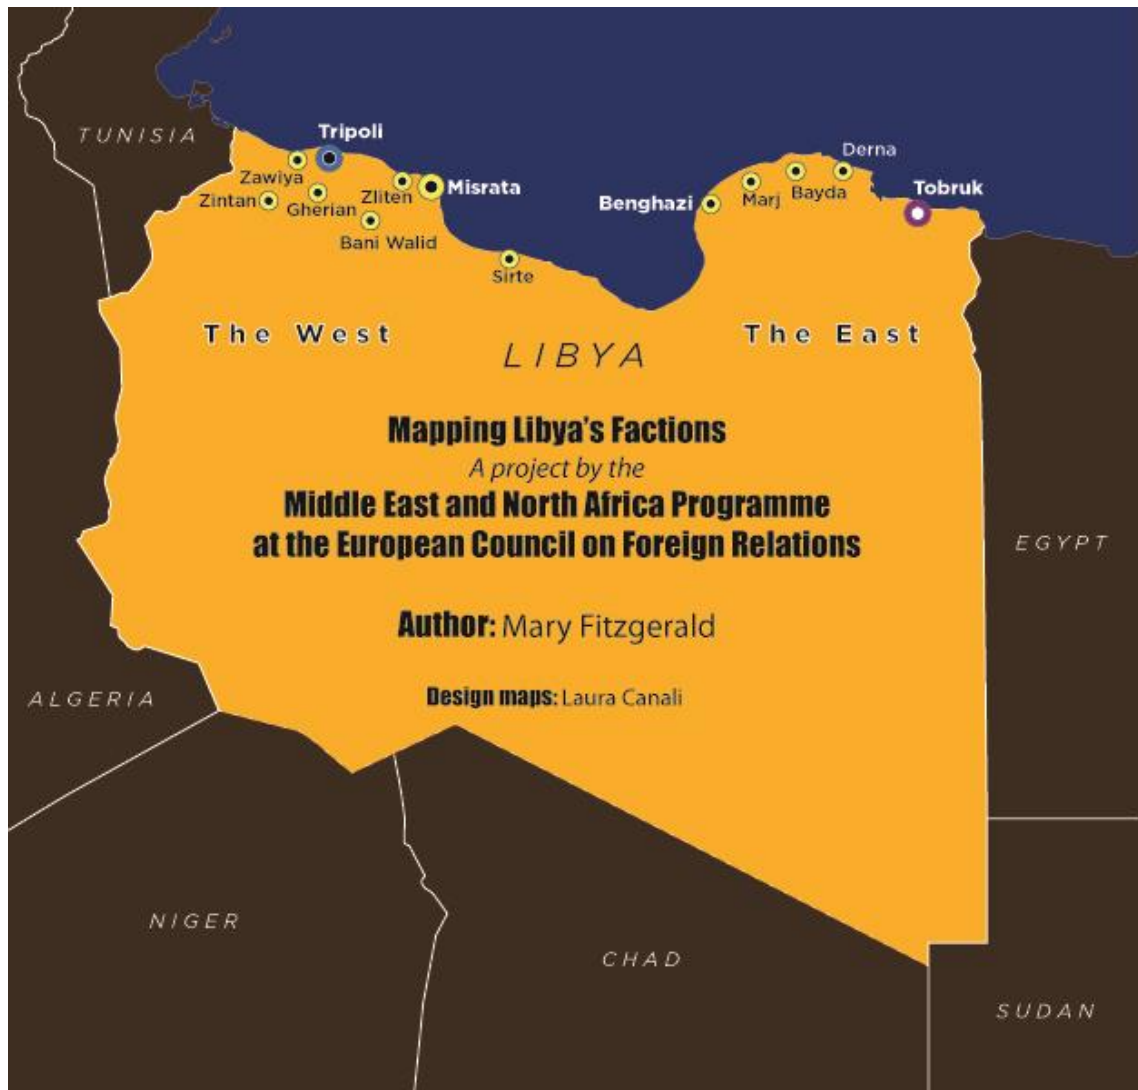 TUNISIA
Tripoli
Zawiya
Zintan
Gherian
Zliten
Misrata
Bani Walid
Sirte
Benghazi
Marj
Bayda
Derna
Tobruk
The West
The East
LIBYA
Mapping Libya's Factions
A project by the
Middle East and North Africa Programme
at the European Council on Foreign Relations
EGYPT
Author: Mary Fitzgerald
Design maps: Laura Canali
ALGERIA
NIGER
CHAD
SUDAN